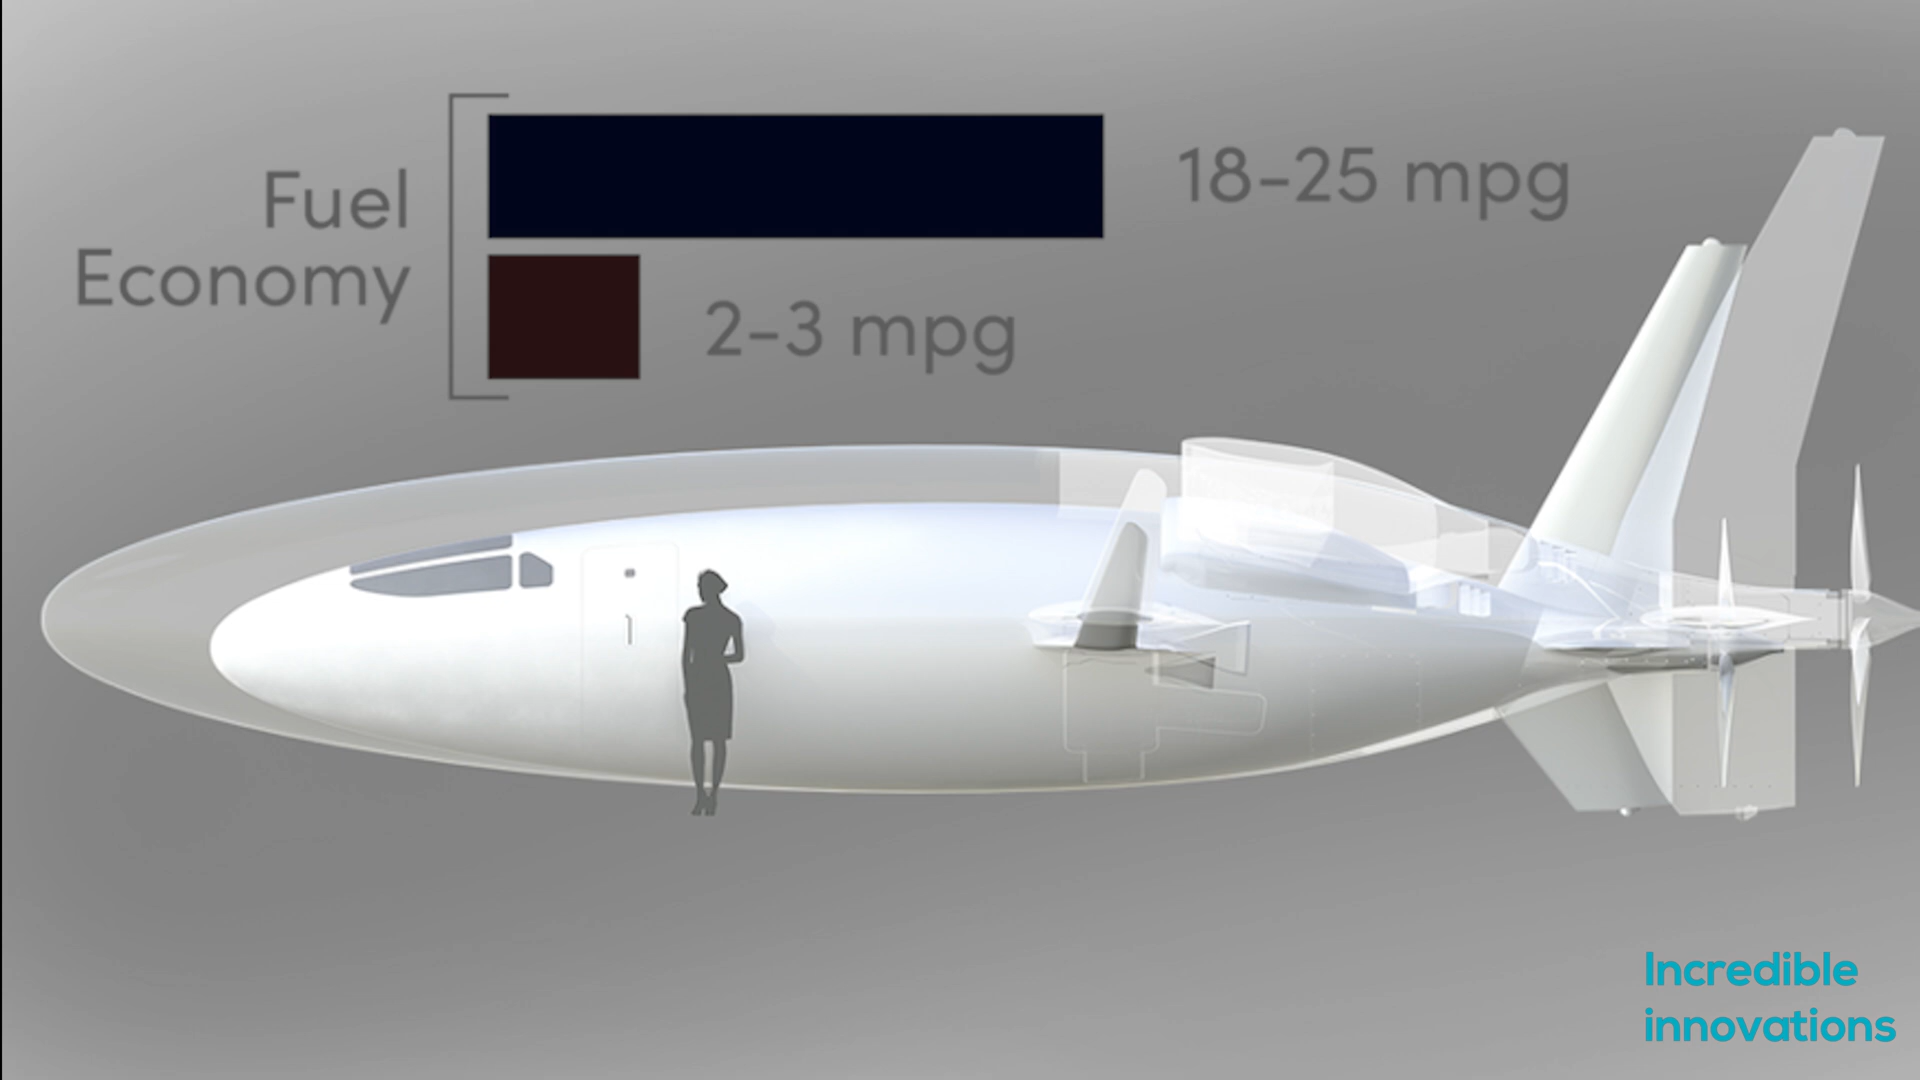 Fuel
Economy
18-25 mpg
2-3 mpg
Incredible
innovations